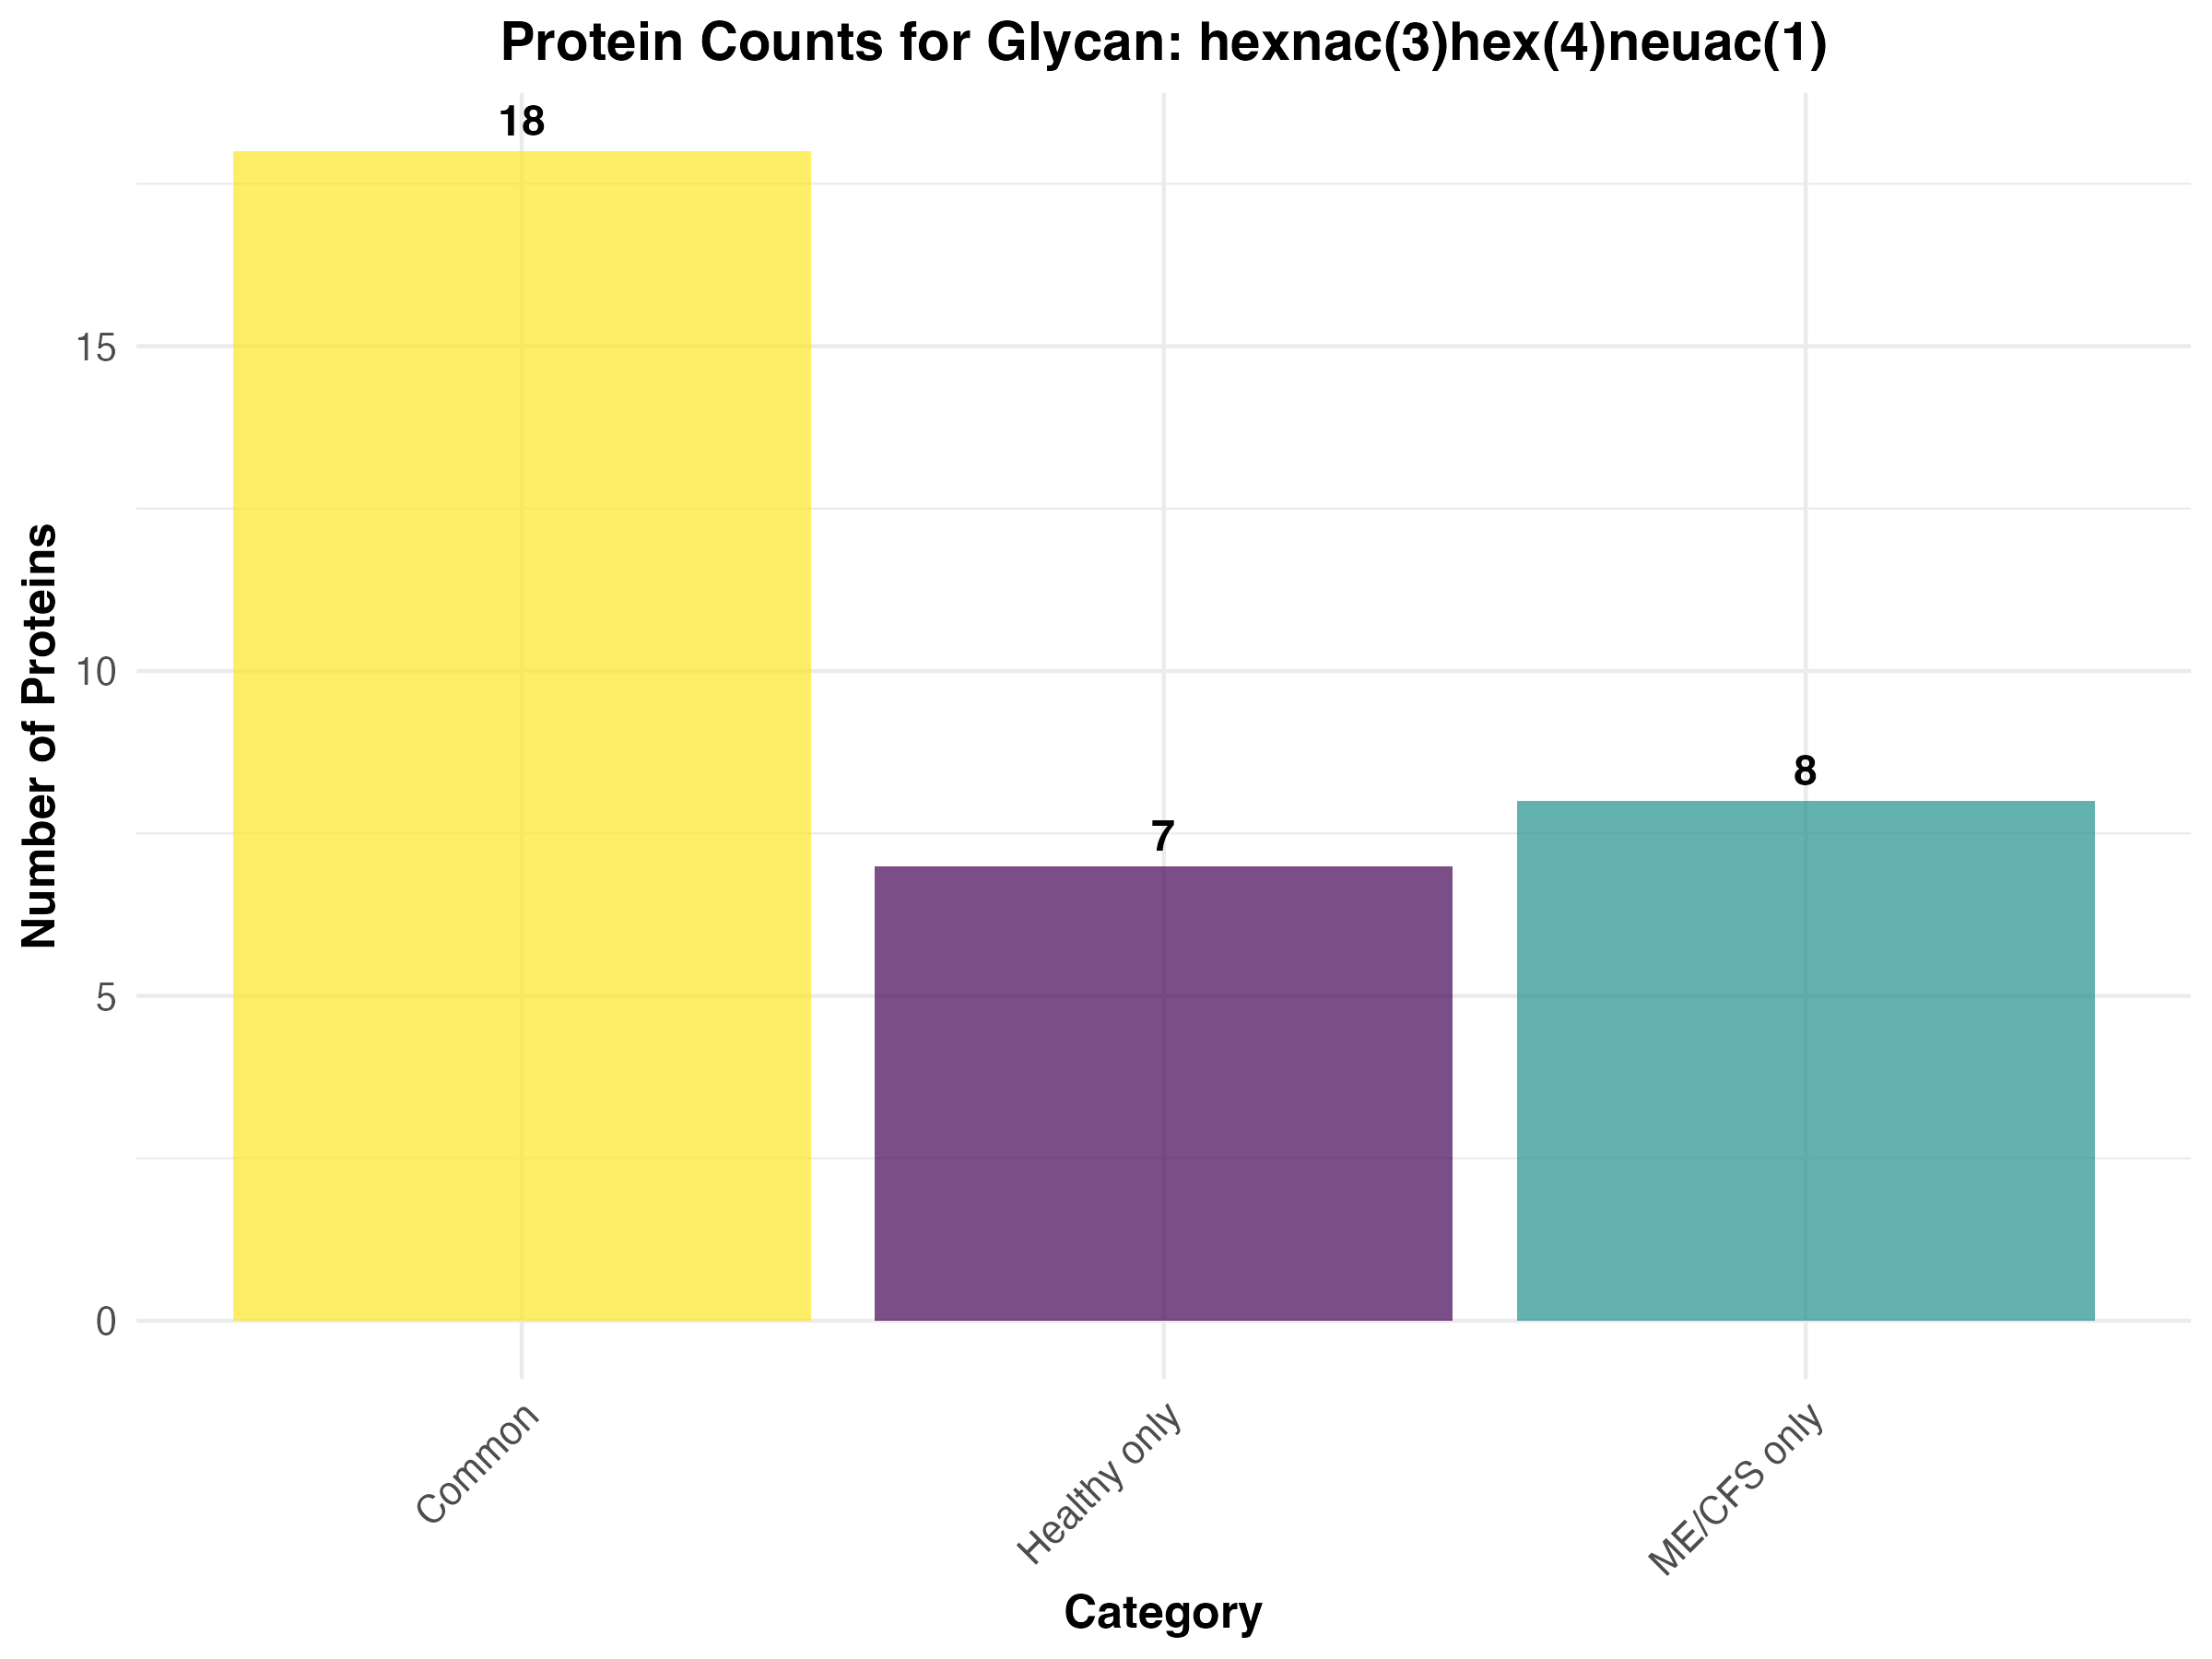 Protein Counts for Glycan: hexnac(3)hex(4)neuac(1)
18
7
8
Number of Proteins
15
10
5
0
Common
Healthy only
ME/CFS only
Category